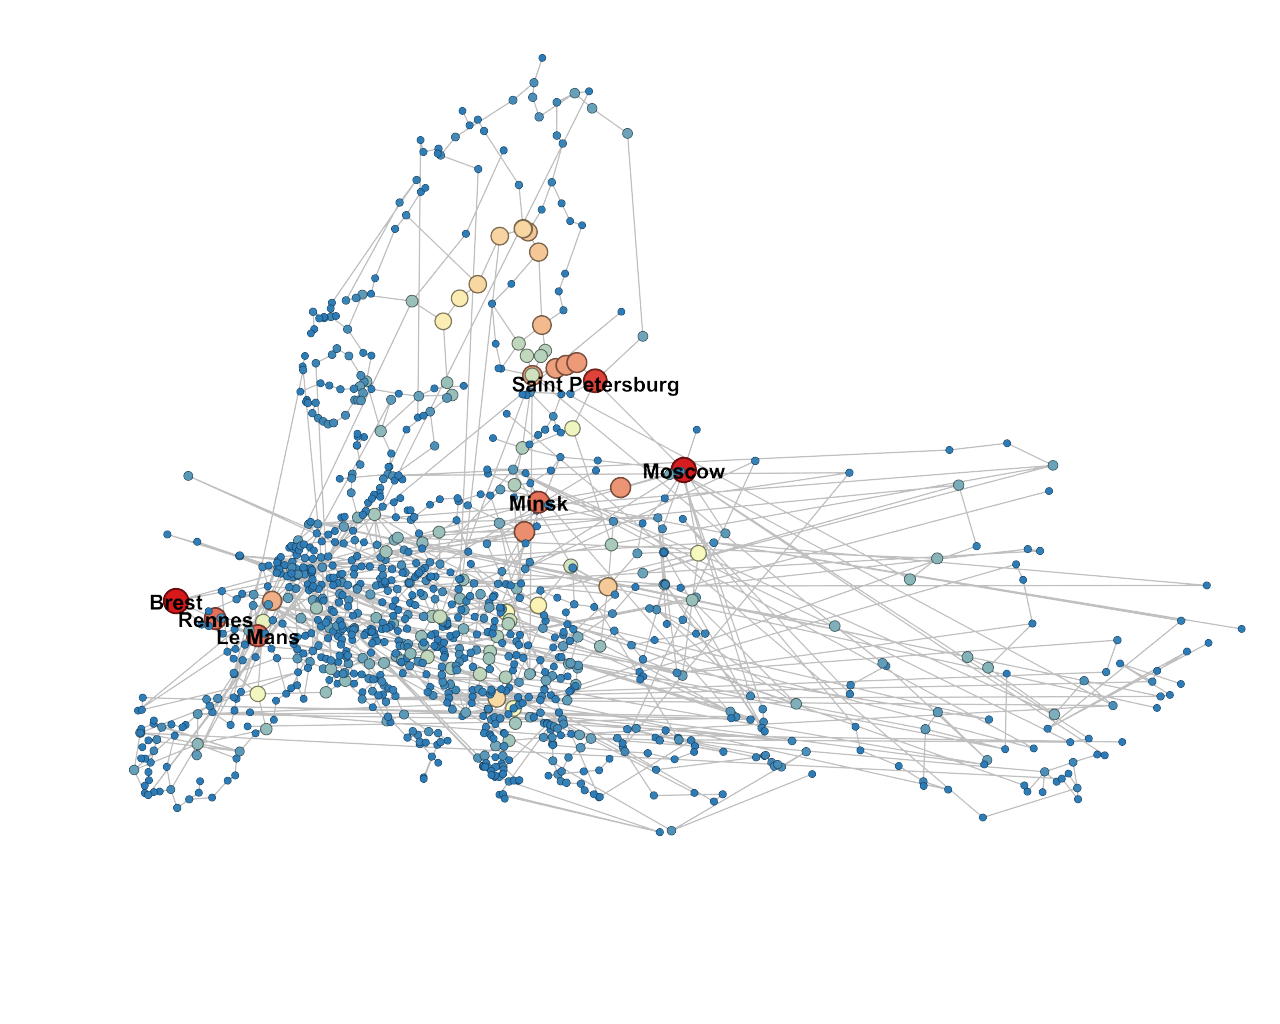 Saint Petersburg
Moscow
Minsk
Brest
Rennes
Le Mans